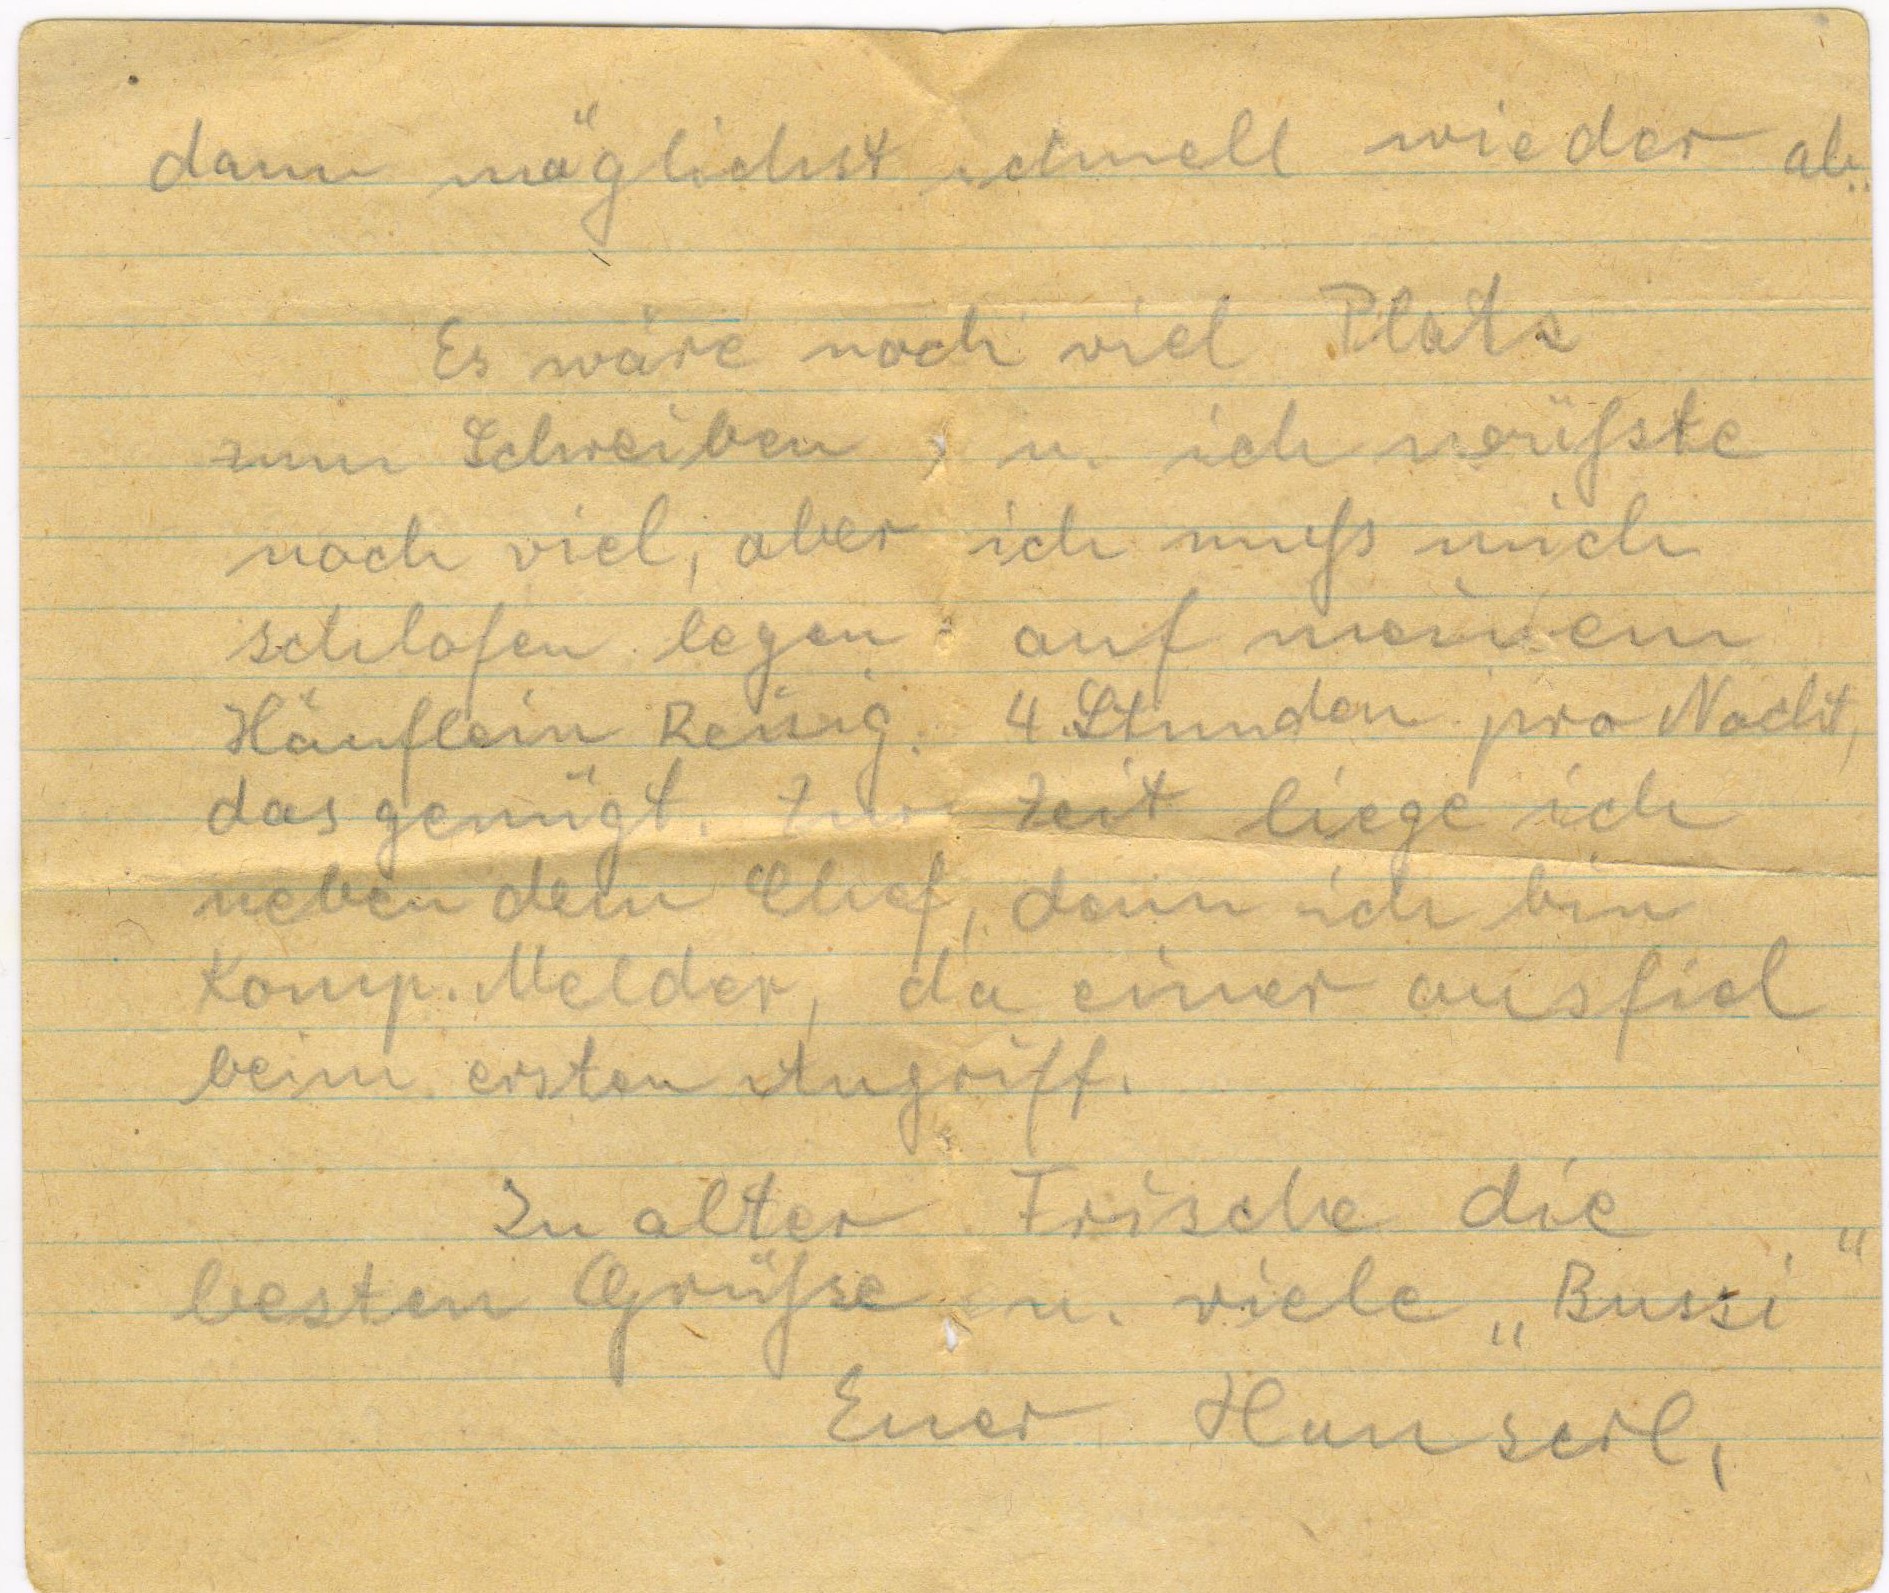 dann möglichst schnell wieder ab..
Es wäre noch viel Platz
zum Schreiben, u. ich wüßste
noch viel, aber ich muß mich
schlafen legen auf meinem
Häuflein Reisig. 4 Stunden pro Nacht,
das genügt. Zur Zeit liege ich
neben dem Chef, denn ich bin
Komp. Melder, da einer ausfiel
beim ersten Angriff.
In alter Frische die
besten Grüßse u. viele „Bussi"
Euer Hanserl,